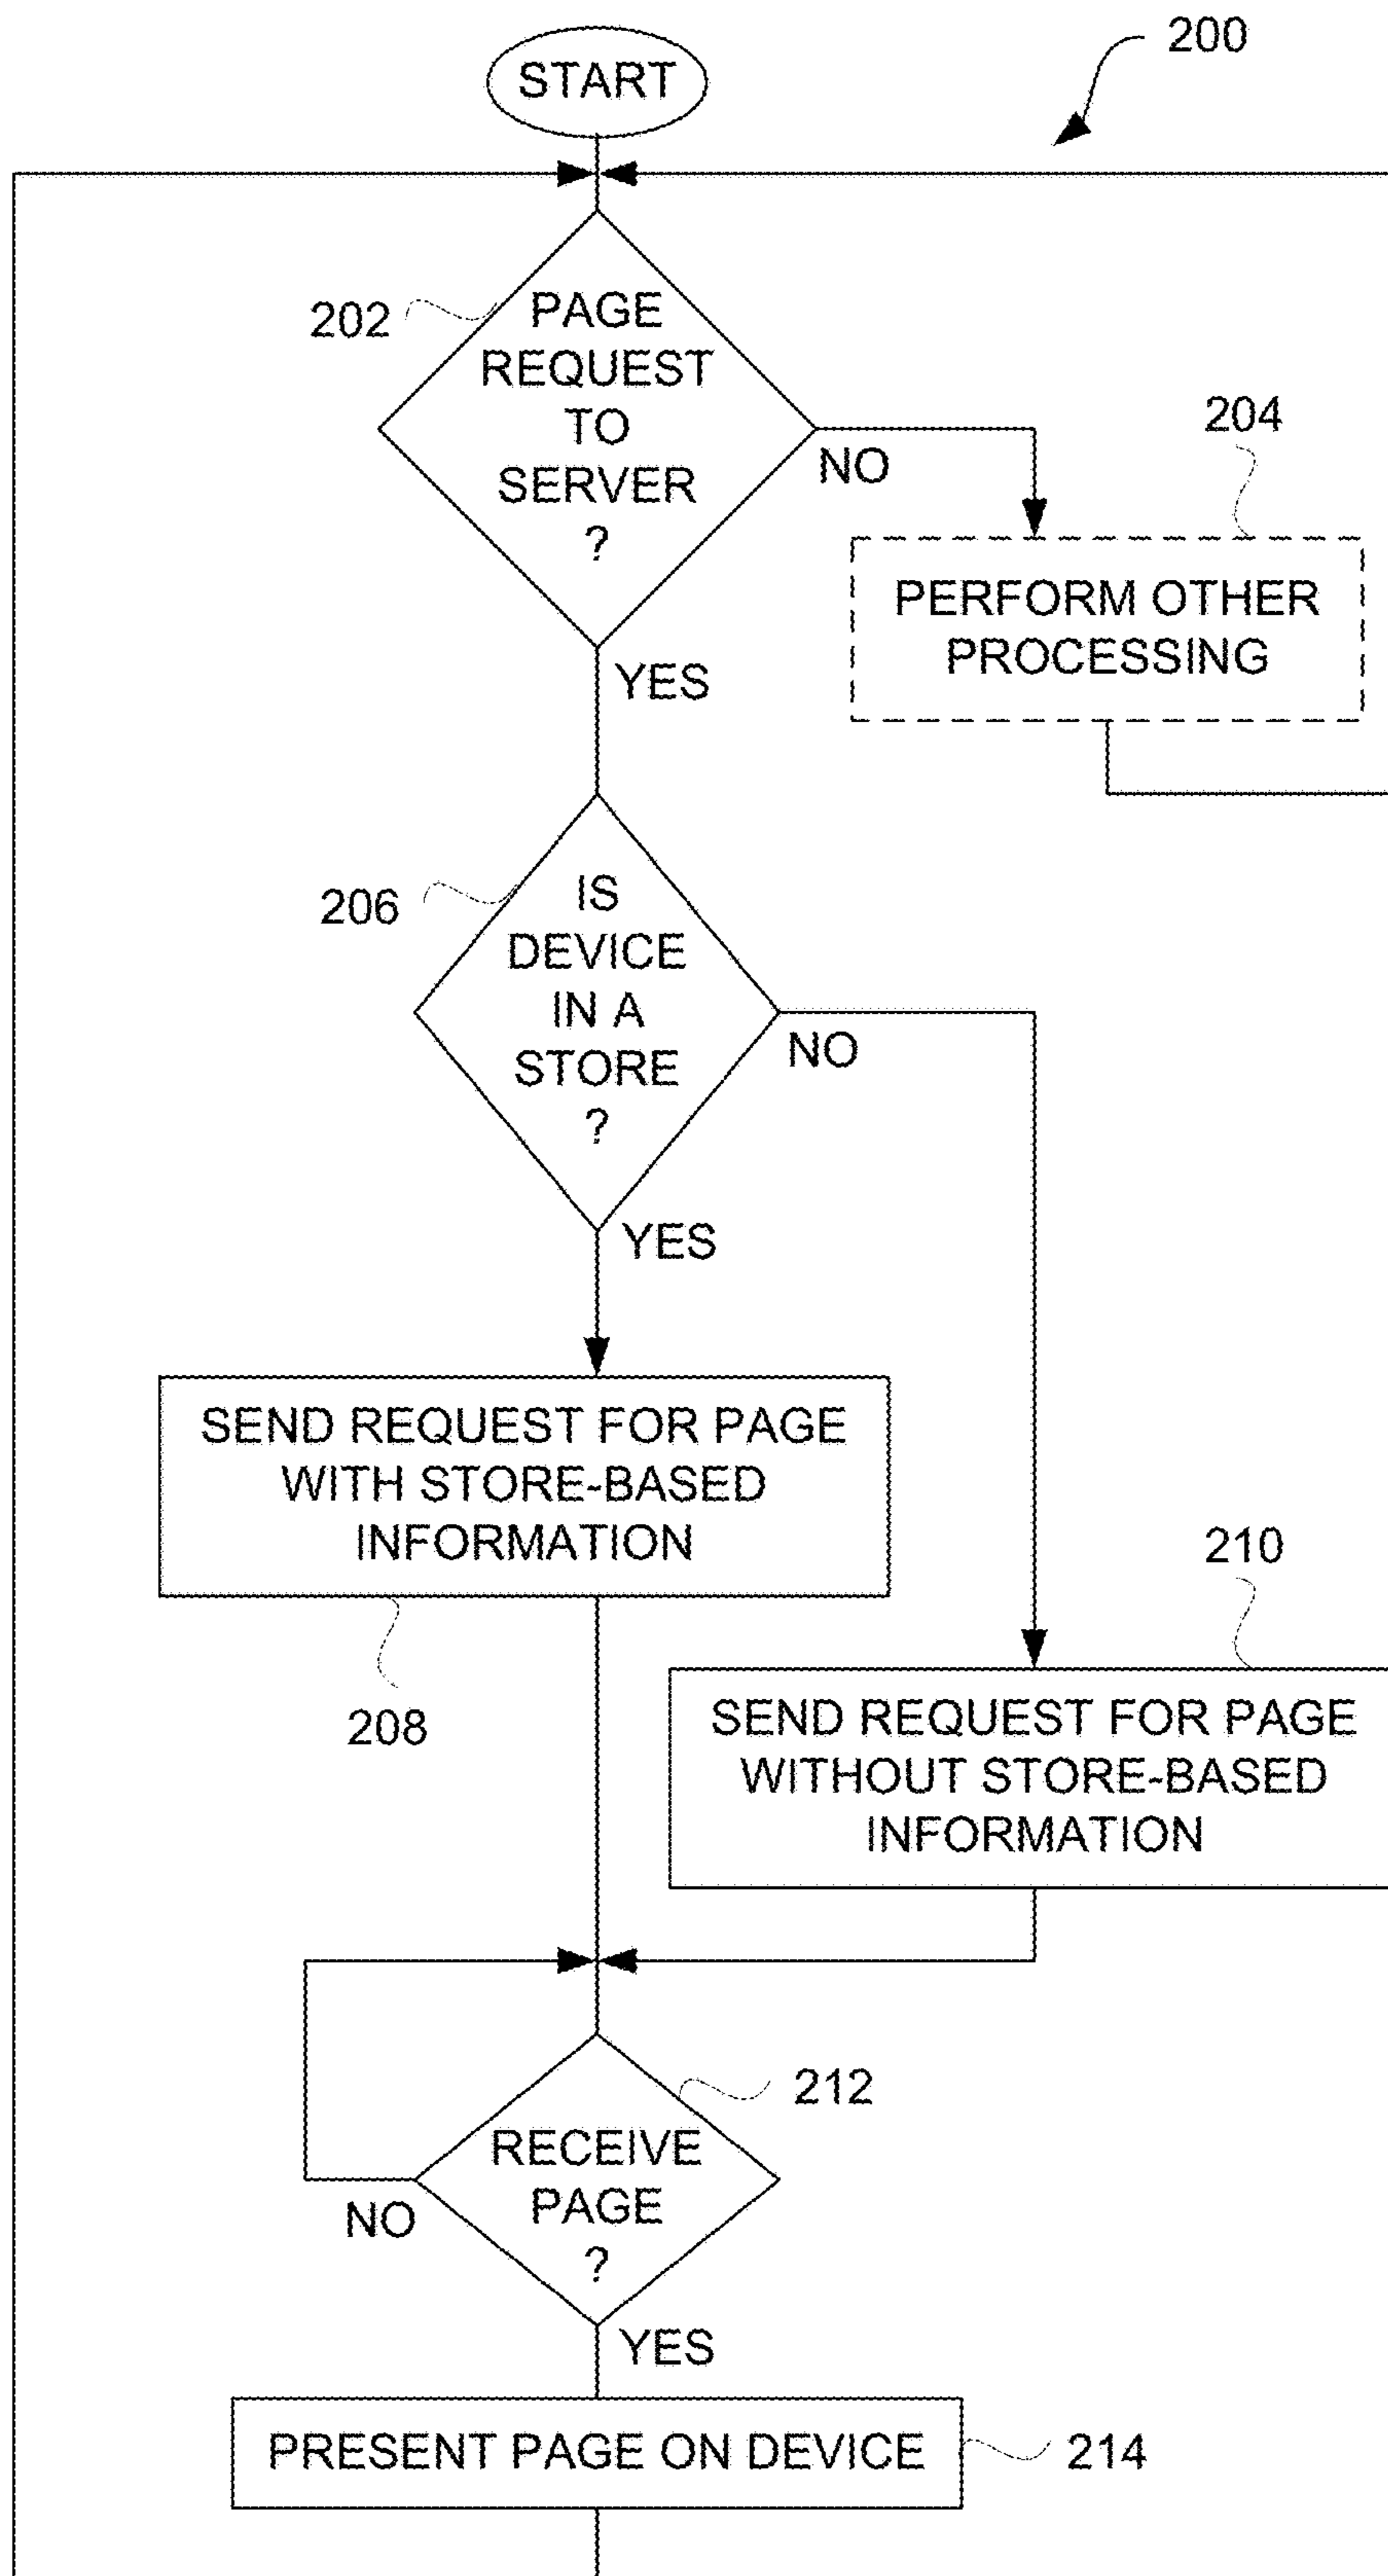 200
START
202
PAGE
REQUEST
TO
SERVER
?
NO
204
PERFORM OTHER
PROCESSING
YES
206
IS
DEVICE
IN A
STORE
?
NO
YES
SEND REQUEST FOR PAGE
WITH STORE-BASED
INFORMATION
208
210
SEND REQUEST FOR PAGE
WITHOUT STORE-BASED
INFORMATION
212
RECEIVE
PAGE
?
NO
YES
PRESENT PAGE ON DEVICE
214